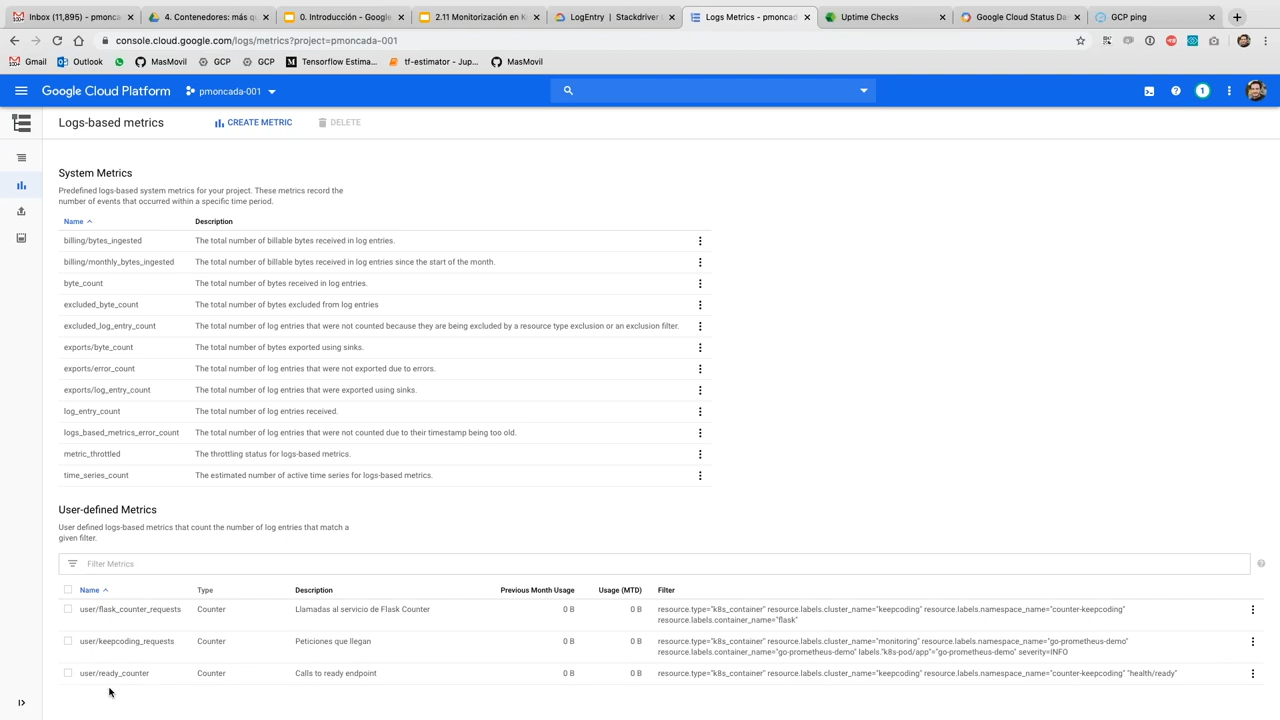 Inbox (11,895) - pmonca
4. Contenedores: más q
0. Introducción - Google
2.11 Monitorización en K
LogEntry | Stackdriver
Logs Metrics - pmoncad
Uptime Checks
Google Cloud Status Da
GCP ping
console.cloud.google.com/logs/metrics?project=pmoncada-001
Gmail
Outlook
MasMovil
GCP
GCP
Tensorflow Estima...
tf-estimator - Jup...
MasMovil
Google Cloud Platform
pmoncada-001
1
Logs-based metrics
CREATE METRIC
DELETE
System Metrics
Predefined logs-based system metrics for your project. These metrics record the
number of events that occurred within a specific time period.
Name Description
billing/bytes_ingested The total number of billable bytes received in log entries.
billing/monthly_bytes_ingested The total number of billable bytes received in log entries since the start of the month.
byte_count The total number of bytes received in log entries.
excluded_byte_count The total number of bytes excluded from log entries
excluded_log_entry_count The total number of log entries that were not counted because they are being excluded by a resource type exclusion or an exclusion filter.
exports/byte_count The total number of bytes exported using sinks.
exports/error_count The total number of log entries that were not exported due to errors.
exports/log_entry_count The total number of log entries that were exported using sinks.
log_entry_count The total number of log entries received.
logs_based_metrics_error_count The total number of log entries that were not counted due to their timestamp being too old.
metric_throttled The throttling status for logs-based metrics.
time_series_count The estimated number of active time series for logs-based metrics.
User-defined Metrics
User defined logs-based metrics that count the number of log entries that match a
given filter.
Filter Metrics
Name Type Description Previous Month Usage Usage (MTD) Filter
user/flask_counter_requests Counter Llamadas al servicio de Flask Counter 0 B 0 B resource.type="k8s_container" resource.labels.cluster_name="keepcoding" resource.labels.namespace_name="counter-keepcoding"
resource.labels.container_name="flask"
user/keepcoding_requests Counter Peticiones que llegan 0 B 0 B resource.type="k8s_container" resource.labels.cluster_name="monitoring" resource.labels.namespace_name="go-prometheus-demo"
resource.labels.container_name="go-prometheus-demo" labels."k8s-pod/app"="go-prometheus-demo" severity=INFO
user/ready_counter Counter Calls to ready endpoint 0 B 0 B resource.type="k8s_container" resource.labels.cluster_name="keepcoding" resource.labels.namespace_name="counter-keepcoding" "health/ready"